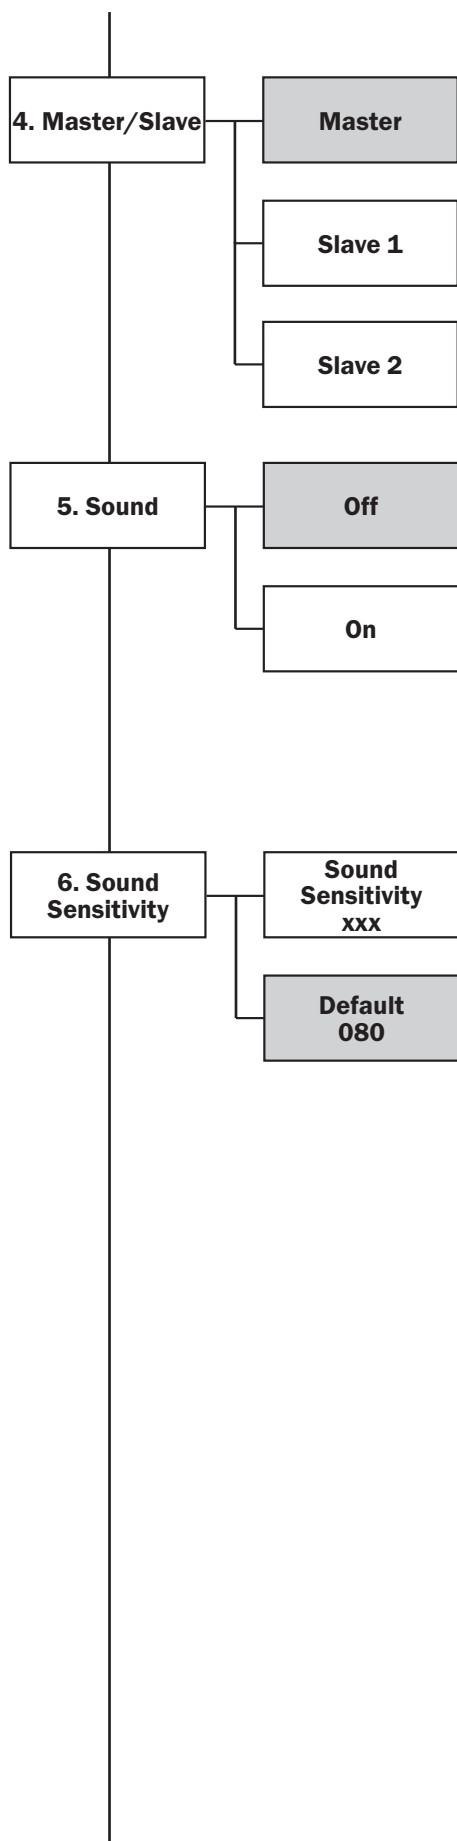 4. Master/Slave
Master
Slave 1
Slave 2
5. Sound
Off
On
6. Sound
Sensitivity
Sound
Sensitivity
xxx
Default
080